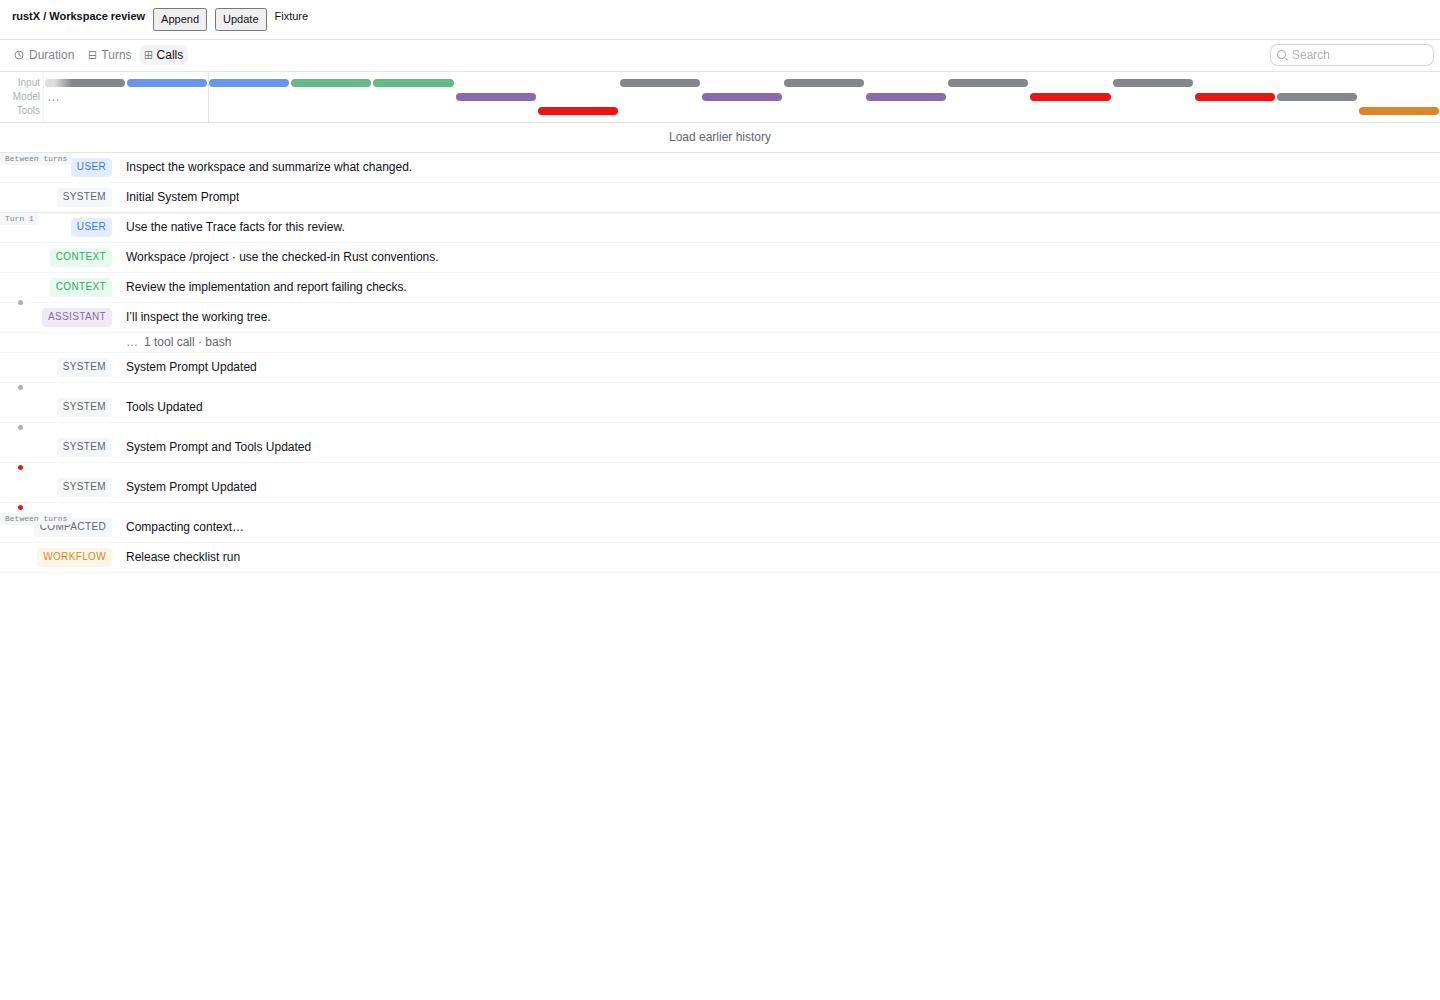 rustX / Workspace review Append Update Fixture
Duration Turns Calls Search
Input
Model ...
Tools
Load earlier history
Between turns
USER Inspect the workspace and summarize what changed.
SYSTEM Initial System Prompt
Turn 1
USER Use the native Trace facts for this review.
CONTEXT Workspace /project · use the checked-in Rust conventions.
CONTEXT Review the implementation and report failing checks.
ASSISTANT I'll inspect the working tree.
… 1 tool call · bash
SYSTEM System Prompt Updated
SYSTEM Tools Updated
SYSTEM System Prompt and Tools Updated
SYSTEM System Prompt Updated
Between turns
COMPACTED Compacting context…
WORKFLOW Release checklist run